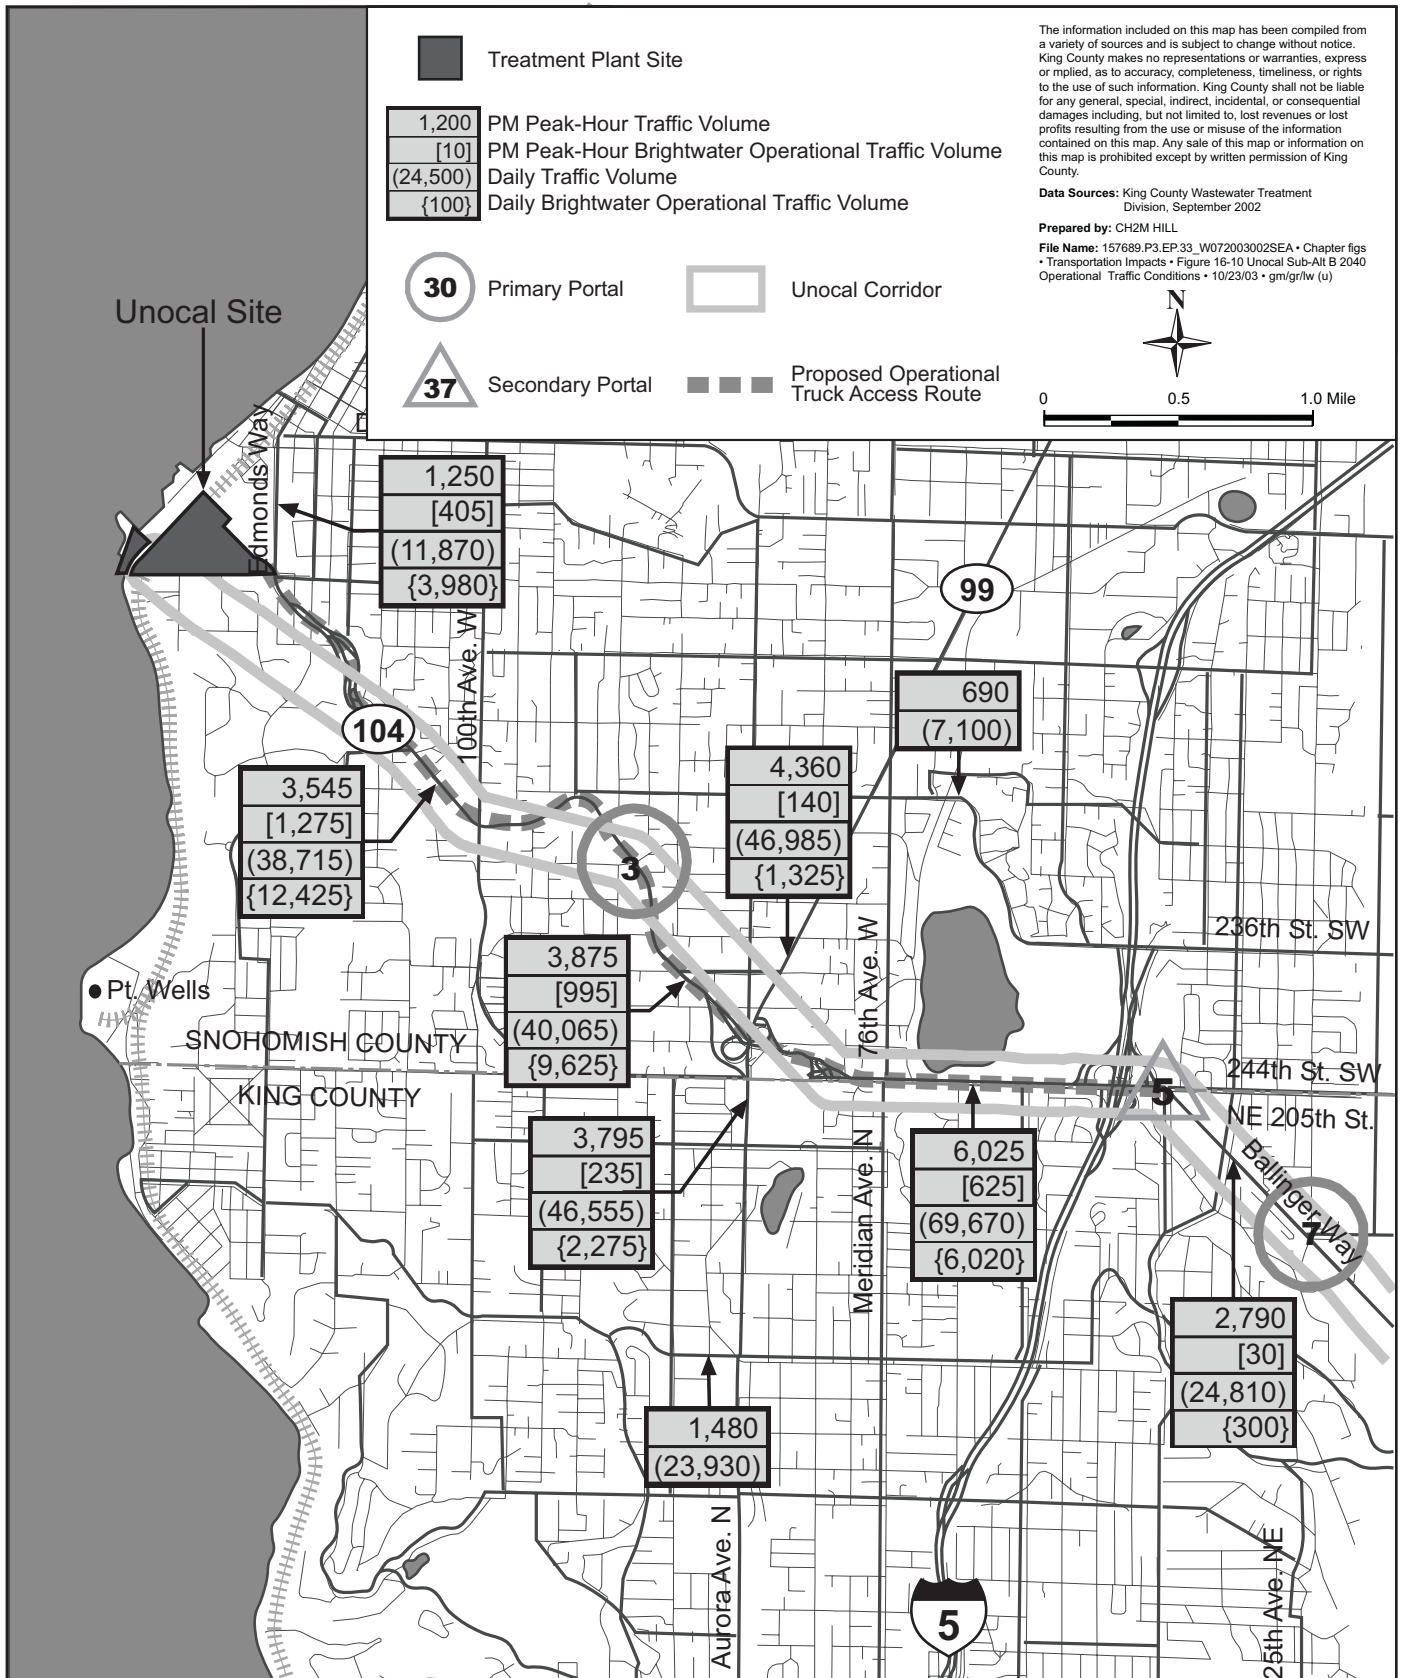 Treatment Plant Site
1,200 PM Peak-Hour Traffic Volume
[10] PM Peak-Hour Brightwater Operational Traffic Volume
(24,500) Daily Traffic Volume
{100} Daily Brightwater Operational Traffic Volume
30 Primary Portal
Unocal Corridor
37 Secondary Portal
Proposed Operational
Truck Access Route
The information included on this map has been compiled from
a variety of sources and is subject to change without notice.
King County makes no representations or warranties, express
or mplied, as to accuracy, completeness, timeliness, or rights
to the use of such information. King County shall not be liable
for any general, special, indirect, incidental, or consequential
damages including, but not limited to, lost revenues or lost
profits resulting from the use or misuse of the information
contained on this map. Any sale of this map or information on
this map is prohibited except by written permission of King
County.
Data Sources: King County Wastewater Treatment
Division, September 2002
Prepared by: CH2M HILL
File Name: 157689.P3.EP.33_W072003002SEA • Chapter figs
• Transportation Impacts • Figure 16-10 Unocal Sub-Alt B 2040
Operational Traffic Conditions • 10/23/03 • gm/gr/lw (u)
N
0 0.5 1.0 Mile
Unocal Site
Edmonds Way
1,250
[405]
(11,870)
{3,980}
99
100th Ave. W
690
(7,100)
104
4,360
[140]
(46,985)
{1,325}
3,545
[1,275]
(38,715)
{12,425}
3
76th Ave. W
236th St. SW
3,875
[995]
(40,065)
{9,625}
Pt. Wells
SNOHOMISH COUNTY
KING COUNTY
244th St. SW
5
NE 205th St.
3,795
[235]
(46,555)
{2,275}
Meridian Ave. N
6,025
[625]
(69,670)
{6,020}
Ballinger Way
7
2,790
[30]
(24,810)
{300}
1,480
(23,930)
Aurora Ave. N
5
25th Ave. NE